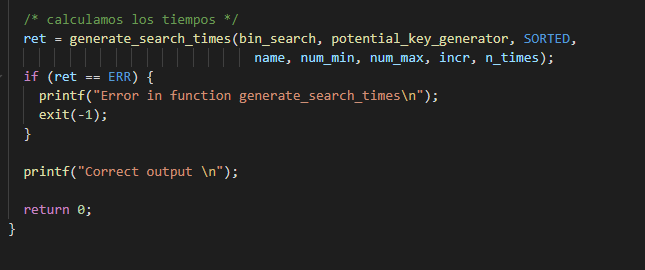 /* calculamos los tiempos */
ret = generate_search_times(bin_search, potential_key_generator, SORTED,
name, num_min, num_max, incr, n_times);
if (ret == ERR) {
printf("Error in function generate_search_times\n");
exit(-1);
}
printf("Correct output \n");
return 0;
}